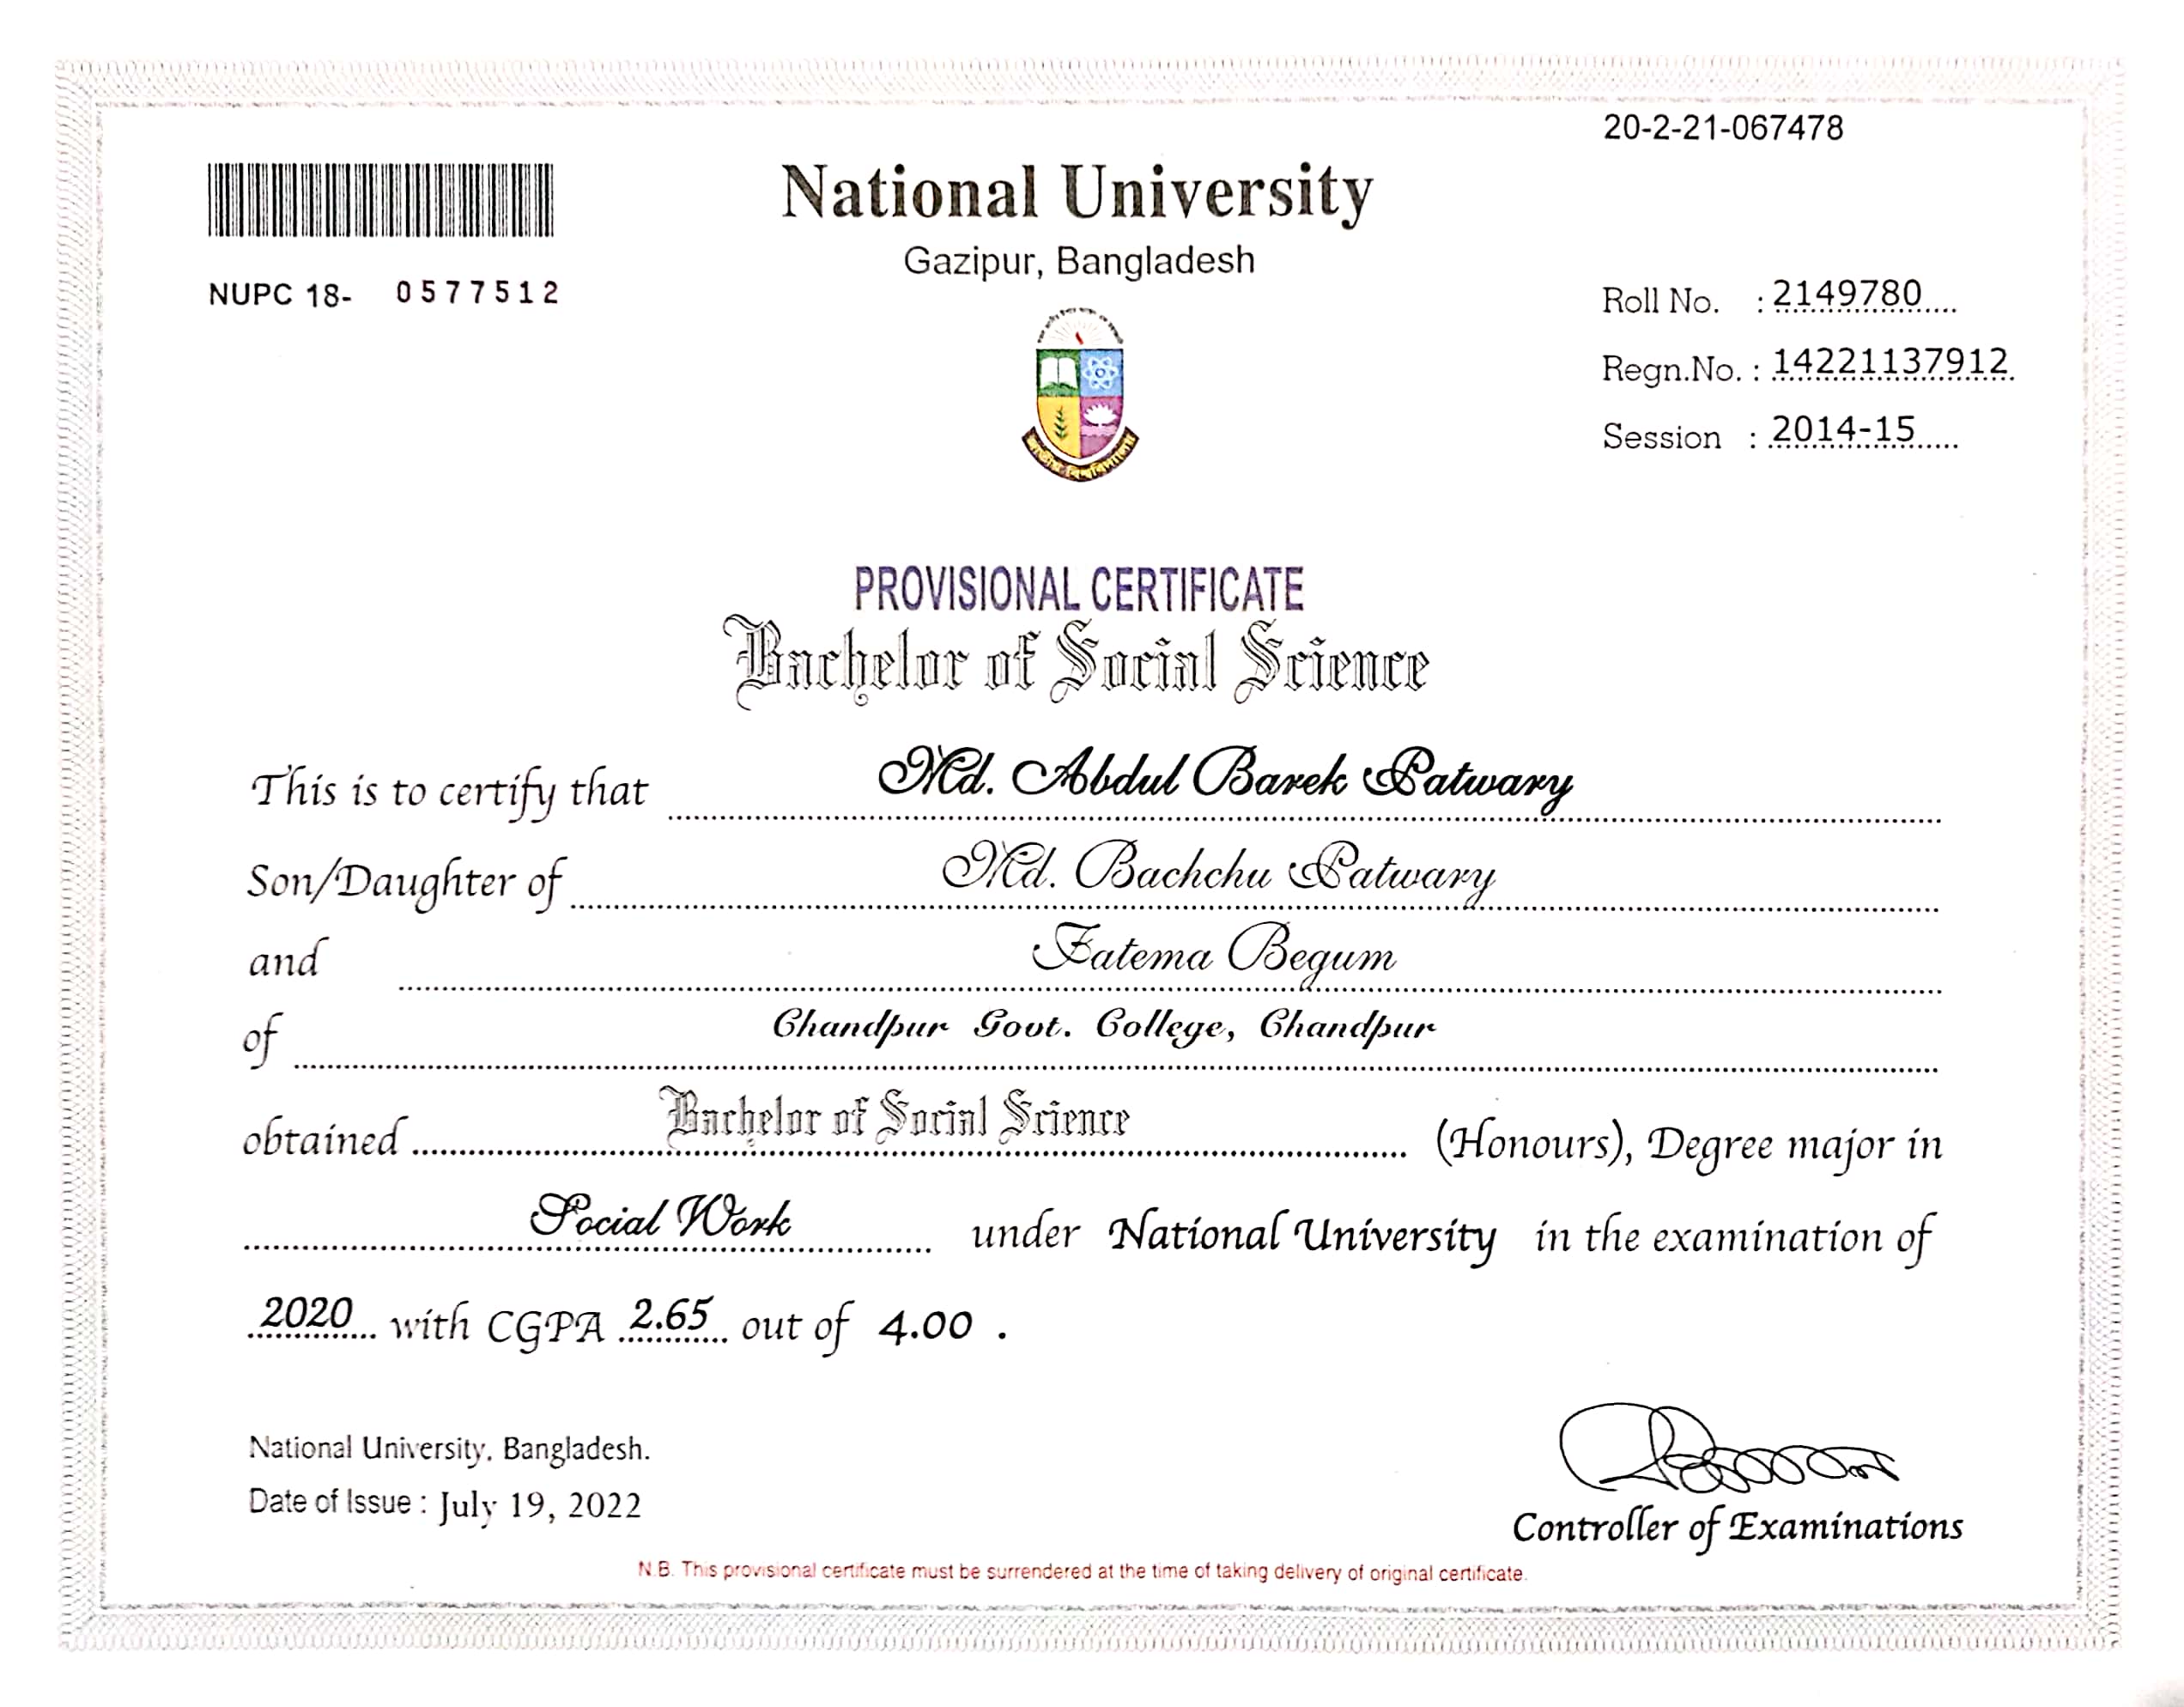 20-2-21-067478
National University
Gazipur, Bangladesh
NUPC 18- 0577512
Roll No. : 2149780
Regn.No. : 14221137912
Session : 2014-15
PROVISIONAL CERTIFICATE
Bachelor of Social Science
This is to certify that Md. Abdul Barek Patwary
Son/Daughter of Md. Bachchu Patwary
and Fatema Begum
of Chandpur Govt. College, Chandpur
obtained Bachelor of Social Science (Honours), Degree major in
Social Work under National University in the examination of
2020 with CGPA 2.65 out of 4.00 .
National University, Bangladesh.
Date of Issue : July 19, 2022
Controller of Examinations
N.B. This provisional certificate must be surrendered at the time of taking delivery of original certificate.